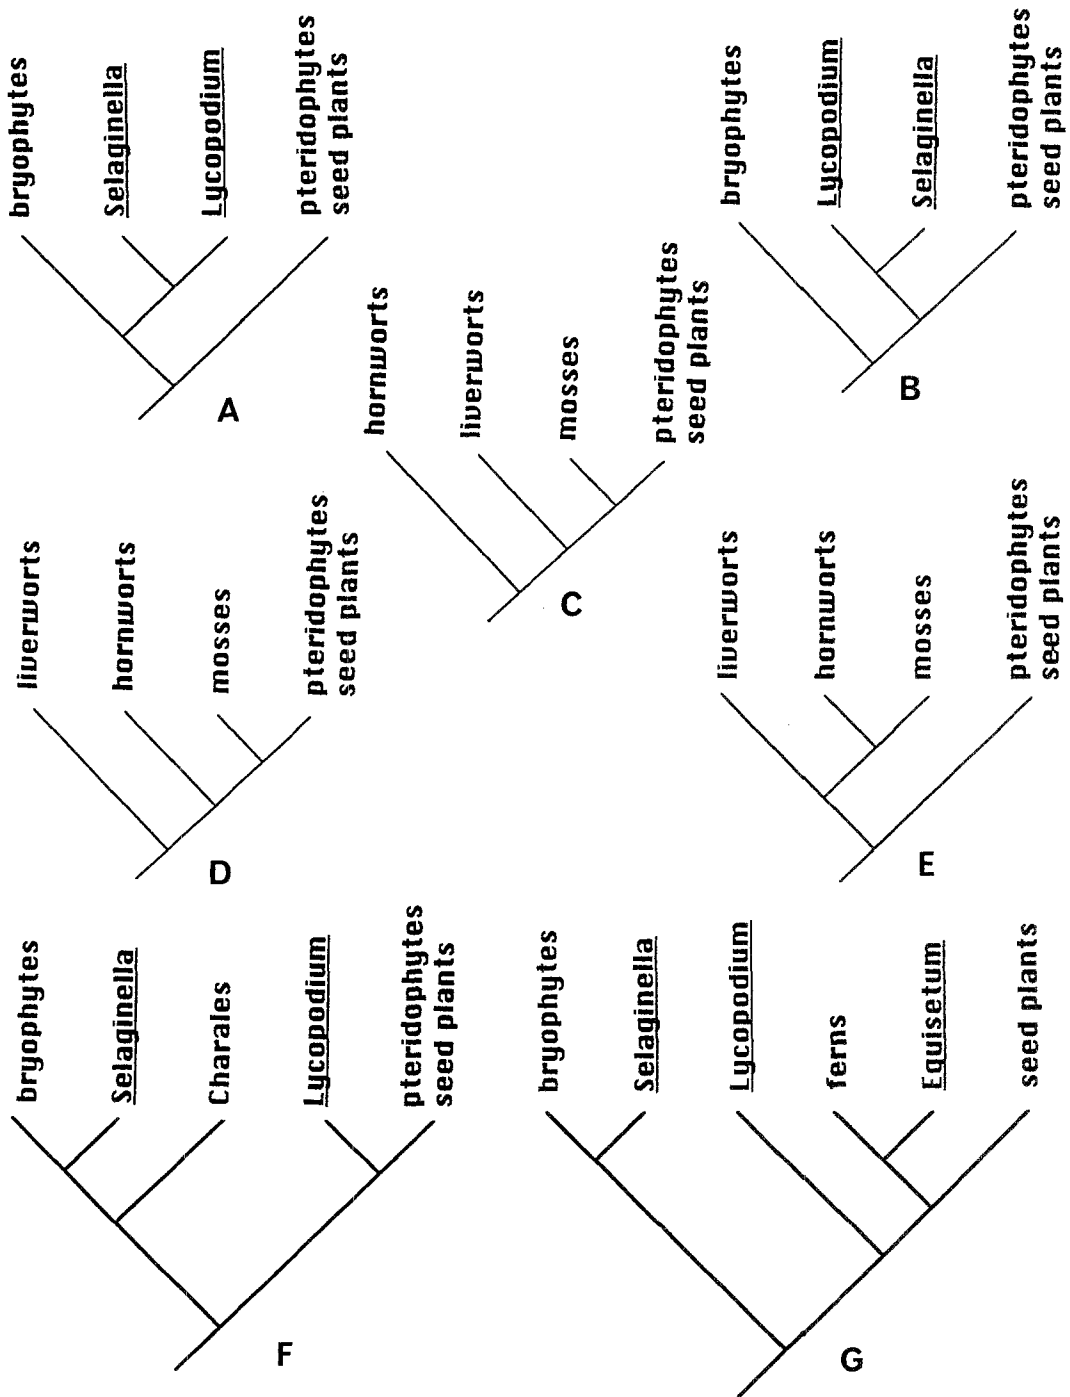 bryophytes
Selaginella
Lycopodium
pteridophytes
seed plants
A
bryophytes
Lycopodium
Selaginella
pteridophytes
seed plants
B
hornworts
liverworts
mosses
pteridophytes
seed plants
C
liverworts
hornworts
mosses
pteridophytes
seed plants
D
liverworts
hornworts
mosses
pteridophytes
seed plants
E
bryophytes
Selaginella
Charales
Lycopodium
pteridophytes
seed plants
F
bryophytes
Selaginella
Lycopodium
ferns
Equisetum
seed plants
G